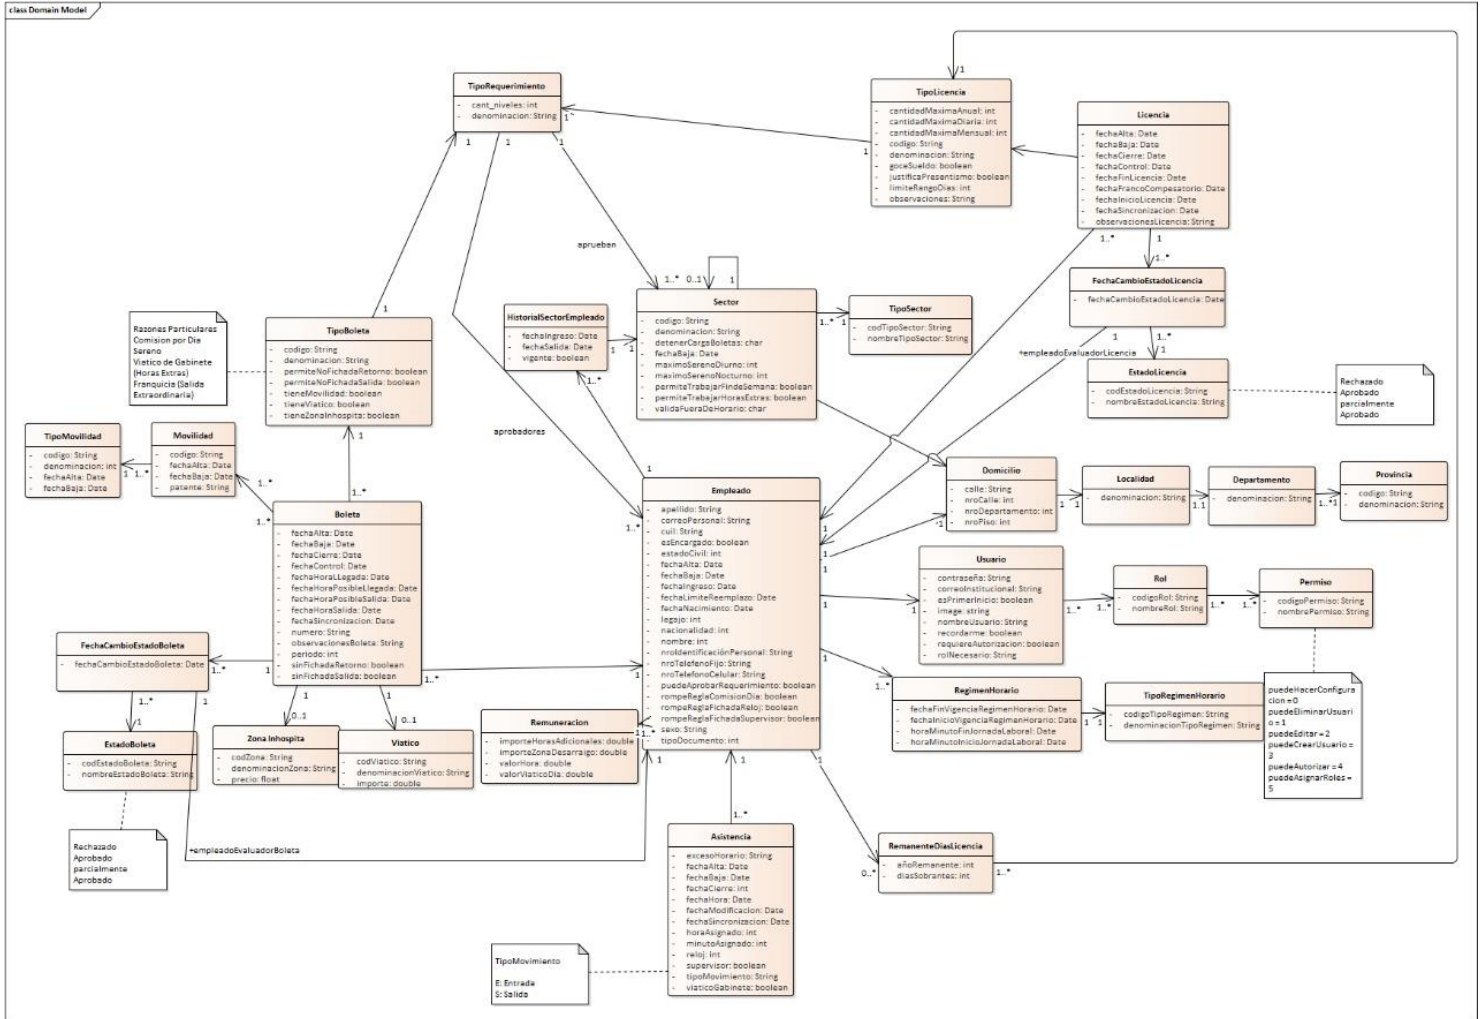 class Domain Model
TipoRequerimiento
- cant_niveles: int
- denominacion: String
TipoLicencia
- cantidadMaximaAnual: int
- cantidadMaximaDiaria: int
- cantidadMaximaMensual: int
- codigo: String
- denominacion: String
- goceSueldo: boolean
- justificaPresentismo: boolean
- limiteRangoDias: int
- observaciones: String
Licencia
- fechaAlta: Date
- fechaBaja: Date
- fechaCierre: Date
- fechaControl: Date
- fechaFinLicencia: Date
- fechaFrancoCompesatorio: Date
- fechaInicioLicencia: Date
- fechaSincronizacion: Date
- observacionesLicencia: String
FechaCambioEstadoLicencia
- fechaCambioEstadoLicencia: Date
+empleadoEvaluadorLicencia
EstadoLicencia
- codEstadoLicencia: String
- nombreEstadoLicencia: String
Rechazado
Aprobado
parcialmente
Aprobado
aprueban
aprobadores
1..* 0..1 1
Sector
- codigo: String
- denominacion: String
- detenerCargaBoletas: char
- fechaBaja: Date
- maximoSerenoDiurno: int
- maximoSerenoNocturno: int
- permiteTrabajarFindeSemana: boolean
- permiteTrabajarHorasExtras: boolean
- validaFueraDeHorario: char
TipoSector
- codTipoSector: String
- nombreTipoSector: String
HistorialSectorEmpleado
- fechaIngreso: Date
- fechaSalida: Date
- vigente: boolean
Razones Particulares
Comision por Dia
Sereno
Viatico de Gabinete
(Horas Extras)
Franquicia (Salida
Extraordinaria)
TipoBoleta
- codigo: String
- denominacion: String
- permiteNoFichadaRetorno: boolean
- permiteNoFichadaSalida: boolean
- tieneMovilidad: boolean
- tieneViatico: boolean
- tieneZonaInhospita: boolean
TipoMovilidad
- codigo: String
- denominacion: int
- fechaAlta: Date
- fechaBaja: Date
Movilidad
- codigo: String
- fechaAlta: Date
- fechaBaja: Date
- patente: String
Boleta
- fechaAlta: Date
- fechaBaja: Date
- fechaCierre: Date
- fechaControl: Date
- fechaHoraLlegada: Date
- fechaHoraPosibleLlegada: Date
- fechaHoraPosibleSalida: Date
- fechaHoraSalida: Date
- fechaSincronizacion: Date
- numero: String
- observacionesBoleta: String
- periodo: int
- sinFichadaRetorno: boolean
- sinFichadaSalida: boolean
Empleado
- apellido: String
- correoPersonal: String
- cuil: String
- esEncargado: boolean
- estadoCivil: int
- fechaAlta: Date
- fechaBaja: Date
- fechaIngreso: Date
- fechaLimiteReemplazo: Date
- fechaNacimiento: Date
- legajo: int
- nacionalidad: int
- nombre: int
- nroIdentificaciónPersonal: String
- nroTelefenoFijo: String
- nroTelefonoCelular: String
- puedeAprobarRequerimiento: boolean
- rompeReglaComisionDia: boolean
- rompeReglaFichadaReloj: boolean
- rompeReglaFichadaSupervisor: boolean
- sexo: String
- tipoDocumento: int
Domicilio
- calle: String
- nroCalle: int
- nroDepartamento: int
- nroPiso: int
Localidad
- denominacion: String
Departamento
- denominacion: String
Provincia
- codigo: String
- denominacion: String
Usuario
- contraseña: String
- correoInstitucional: String
- esPrimerInicio: boolean
- image: string
- nombreUsuario: String
- recordarme: boolean
- requiereAutorizacion: boolean
- rolNecesario: String
Rol
- codigoRol: String
- nombreRol: String
Permiso
- codigoPermiso: String
- nombrePermiso: String
puedeHacerConfigura
cion = 0
puedeEliminarUsuari
o = 1
puedeEditar = 2
puedeCrearUsuario =
3
puedeAutorizar = 4
puedeAsignarRoles =
5
RegimenHorario
- fechaFinVigenciaRegimenHorario: Date
- fechaInicioVigenciaRegimenHorario: Date
- horaMinutoFinJornadaLaboral: Date
- horaMinutoInicioJornadaLaboral: Date
TipoRegimenHorario
- codigoTipoRegimen: String
- denominacionTipoRegimen: String
FechaCambioEstadoBoleta
- fechaCambioEstadoBoleta: Date
EstadoBoleta
- codEstadoBoleta: String
- nombreEstadoBoleta: String
Rechazado
Aprobado
parcialmente
Aprobado
Zona Inhospita
- codZona: String
- denominacionZona: String
- precio: float
Viatico
- codViatico: String
- denominacionViatico: String
- importe: double
Remuneracion
- importeHorasAdicionales: double
- importeZonaDesarraigo: double
- valorHora: double
- valorViaticoDia: double
+empleadoEvaluadorBoleta
Asistencia
- excesoHorario: String
- fechaAlta: Date
- fechaBaja: Date
- fechaCierre: int
- fechaHora: Date
- fechaModificacion: Date
- fechaSincronizacion: Date
- horaAsignado: int
- minutoAsignado: int
- reloj: int
- supervisor: boolean
- tipoMovimiento: String
- viaticoGabinete: boolean
TipoMovimiento
E: Entrada
S: Salida
RemanenteDiasLicencia
- añoRemanente: int
- diasSobrantes: int
0..*
1..*